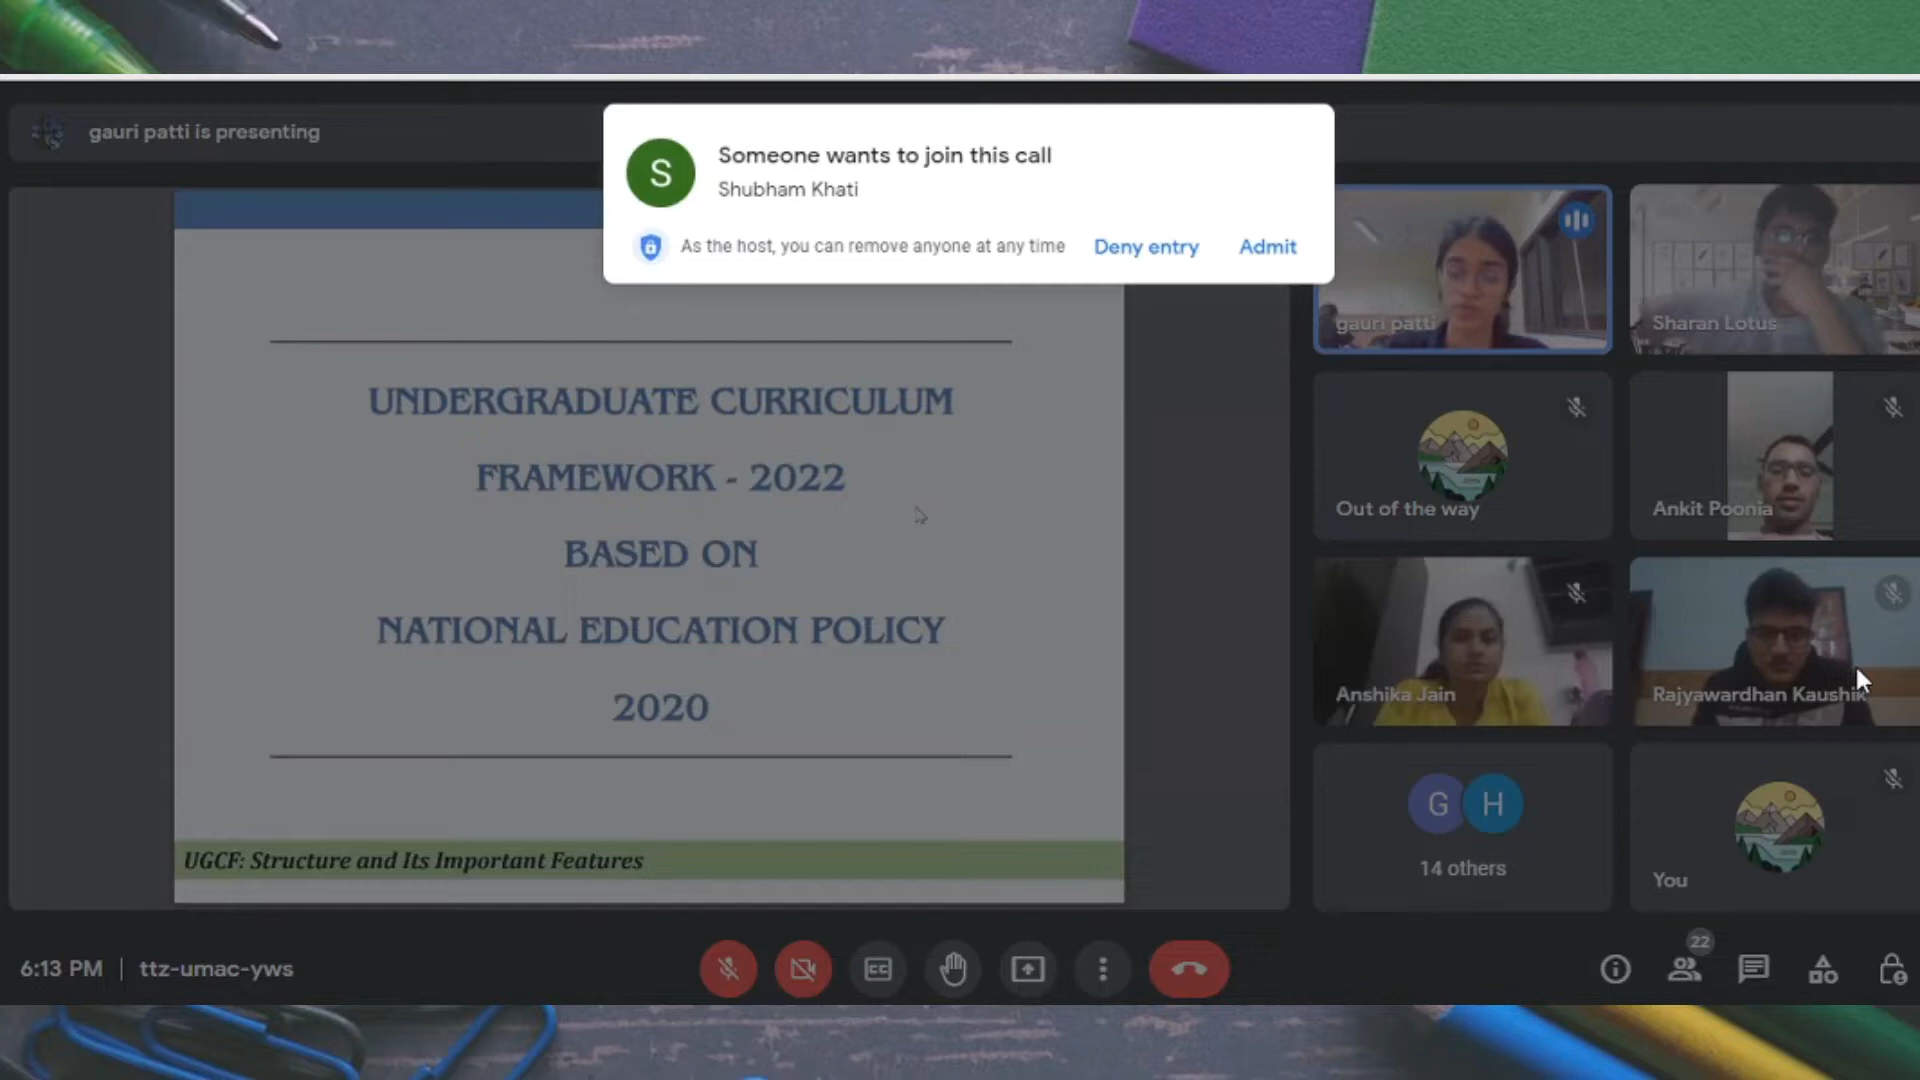 gauri patti is presenting
S
Someone wants to join this call
Shubham Khati
As the host, you can remove anyone at any time
Deny entry
Admit
UNDERGRADUATE CURRICULUM
FRAMEWORK - 2022
BASED ON
NATIONAL EDUCATION POLICY
2020
UGCF: Structure and Its Important Features
gauri patti
Sharan Lotus
Out of the way
Ankit Poonia
Anshika Jain
Rajyawardhan Kaushik
G H
14 others
You
6:13 PM | ttz-umac-yws
CC
22